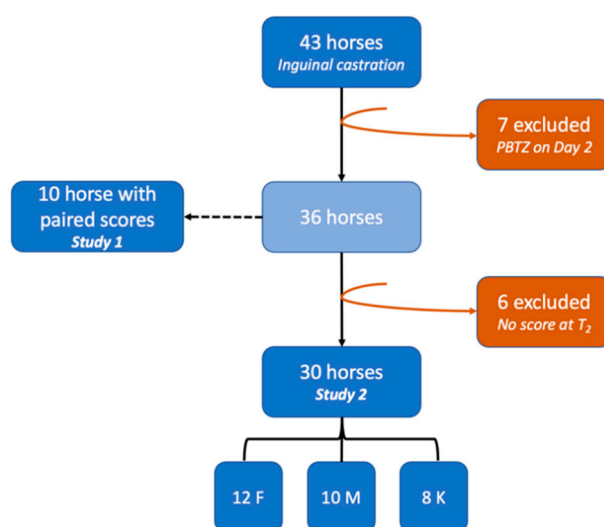 43 horses
Inguinal castration
7 excluded
PBTZ on Day 2
10 horse with
paired scores
Study 1
36 horses
6 excluded
No score at T₂
30 horses
Study 2
12 F
10 M
8 K